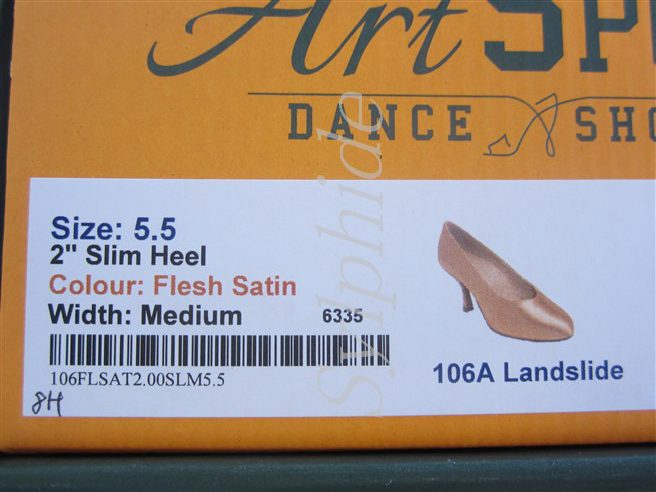 Art SP
DANCE SHO
Size: 5.5
2" Slim Heel
Colour: Flesh Satin
Width: Medium 6335
106FLSAT2.00SLM5.5
106A Landslide
8H
Sylphide